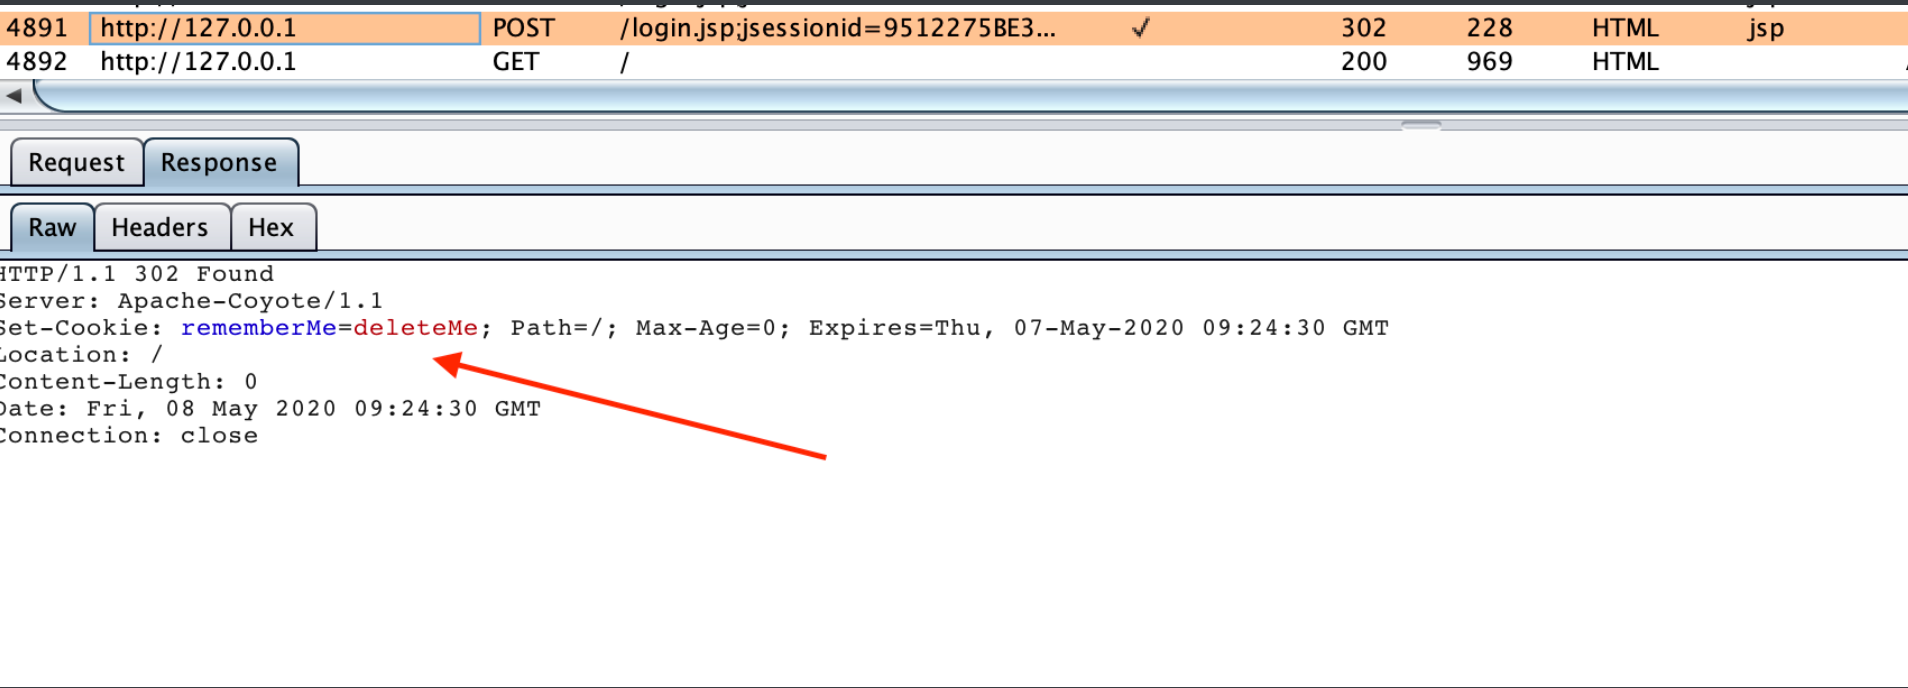 4891 http://127.0.0.1 POST /login.jsp;jsessionid=9512275BE3... ✓ 302 228 HTML jsp
4892 http://127.0.0.1 GET / 200 969 HTML
Request Response
Raw Headers Hex
HTTP/1.1 302 Found
Server: Apache-Coyote/1.1
Set-Cookie: rememberMe=deleteMe; Path=/; Max-Age=0; Expires=Thu, 07-May-2020 09:24:30 GMT
Location: /
Content-Length: 0
Date: Fri, 08 May 2020 09:24:30 GMT
Connection: close